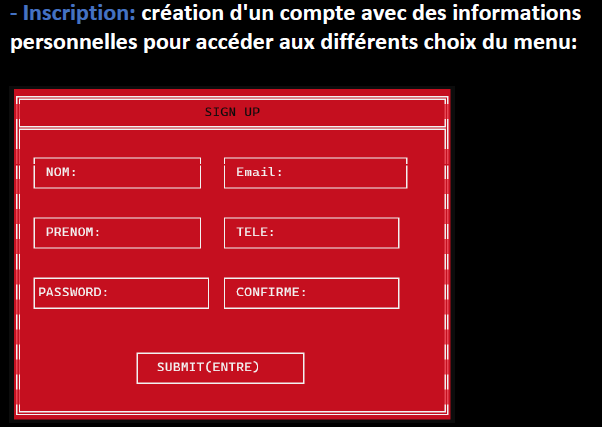 - Inscription: création d'un compte avec des informations
personnelles pour accéder aux différents choix du menu:
SIGN UP
NOM: Email:
PRENOM: TELE:
PASSWORD: CONFIRME:
SUBMIT(ENTRE)